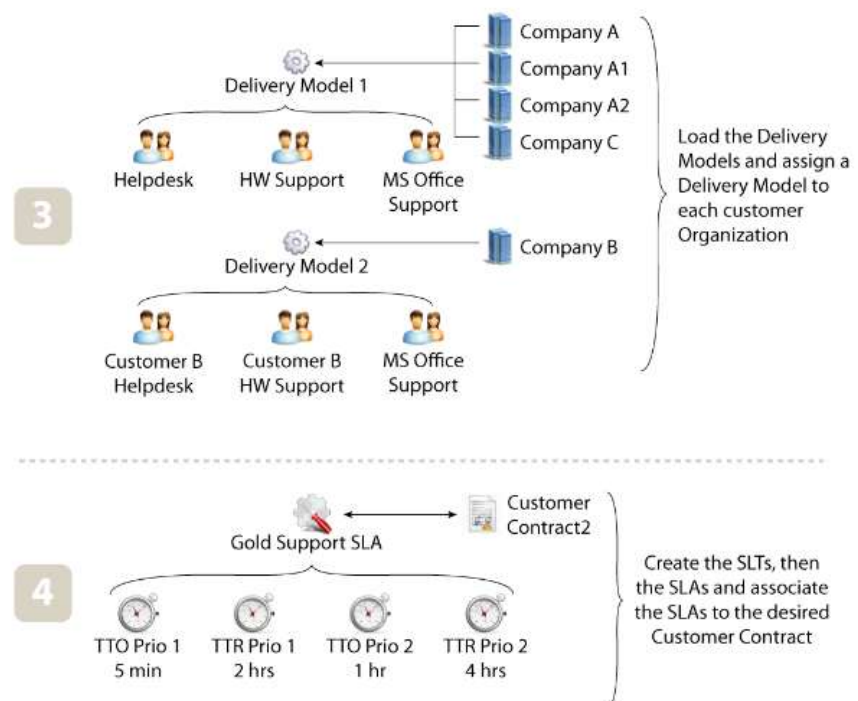 3
Delivery Model 1
Company A
Company A1
Company A2
Company C
Helpdesk
HW Support
MS Office
Support
Delivery Model 2
Company B
Customer B
Helpdesk
Customer B
HW Support
MS Office
Support
Load the Delivery
Models and assign a
Delivery Model to
each customer
Organization
4
Gold Support SLA
Customer
Contract2
TTO Prio 1
5 min
TTR Prio 1
2 hrs
TTO Prio 2
1 hr
TTR Prio 2
4 hrs
Create the SLTs, then
the SLAs and associate
the SLAs to the desired
Customer Contract